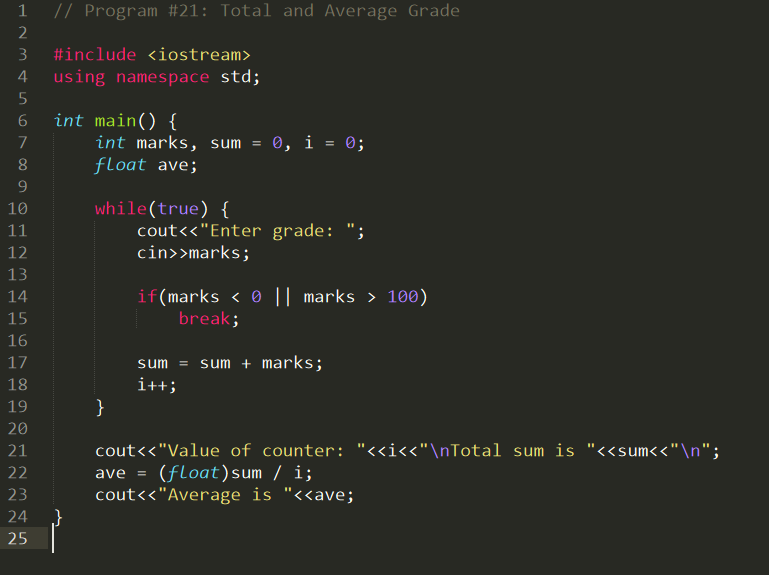 1 // Program #21: Total and Average Grade
2
3 #include <iostream>
4 using namespace std;
5
6 int main() {
7     int marks, sum = 0, i = 0;
8     float ave;
9
10     while(true) {
11         cout<<"Enter grade: ";
12         cin>>marks;
13
14         if(marks < 0 || marks > 100)
15             break;
16
17         sum = sum + marks;
18         i++;
19     }
20
21     cout<<"Value of counter: "<<i<<"\nTotal sum is "<<sum<<"\n";
22     ave = (float)sum / i;
23     cout<<"Average is "<<ave;
24 }
25